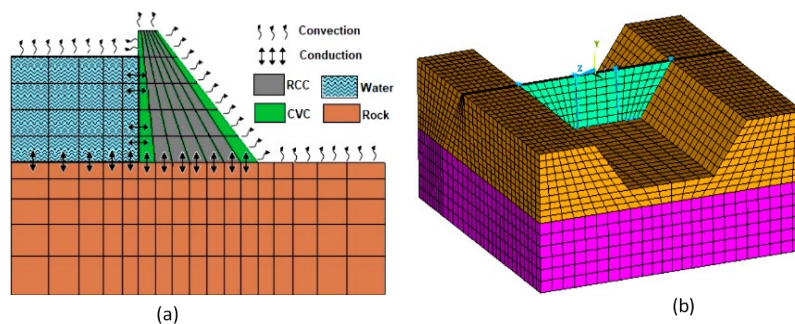 Convection
Conduction
RCC
Water
CVC
Rock
Y
Z
(a)
(b)